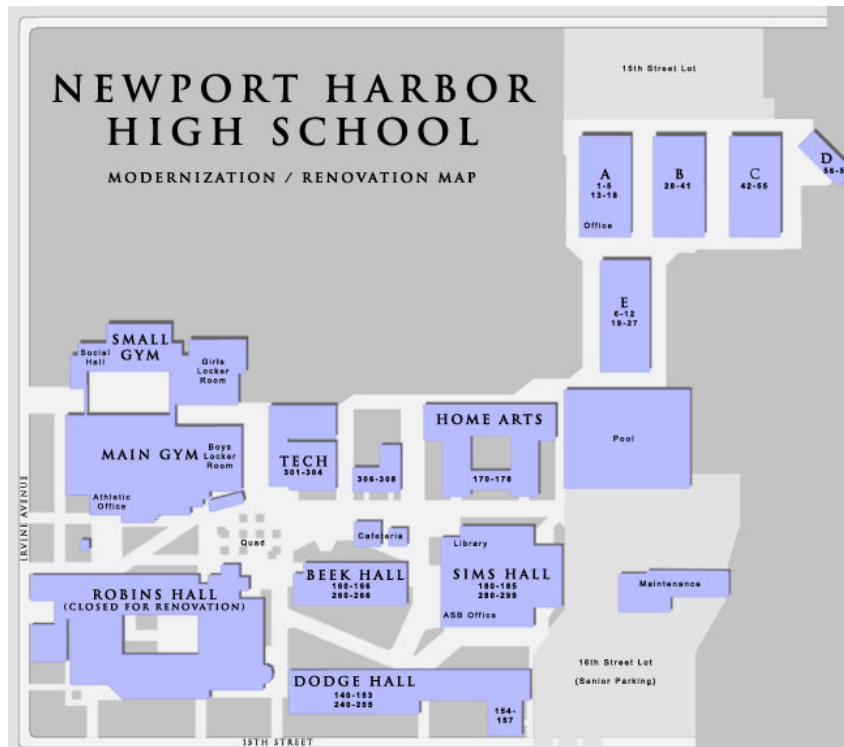 NEWPORT HARBOR
HIGH SCHOOL
MODERNIZATION / RENOVATION MAP
15th Street Lot
A
1-5
13-18
Office
B
28-41
C
42-55
D
E
6-12
19-27
SMALL
GYM
Social
Hall
Girls
Locker
Room
MAIN GYM
Boys
Locker
Room
Athletic
Office
TECH
301-304
306-308
HOME ARTS
170-178
Pool
IRVINE AVENUE
Quad
Cafeteria
Library
SIMS HALL
180-185
280-299
ASB Office
BEEK HALL
160-166
260-266
ROBINS HALL
(CLOSED FOR RENOVATION)
Maintenance
16th Street Lot
(Senior Parking)
DODGE HALL
140-153
240-255
154-
157
15TH STREET